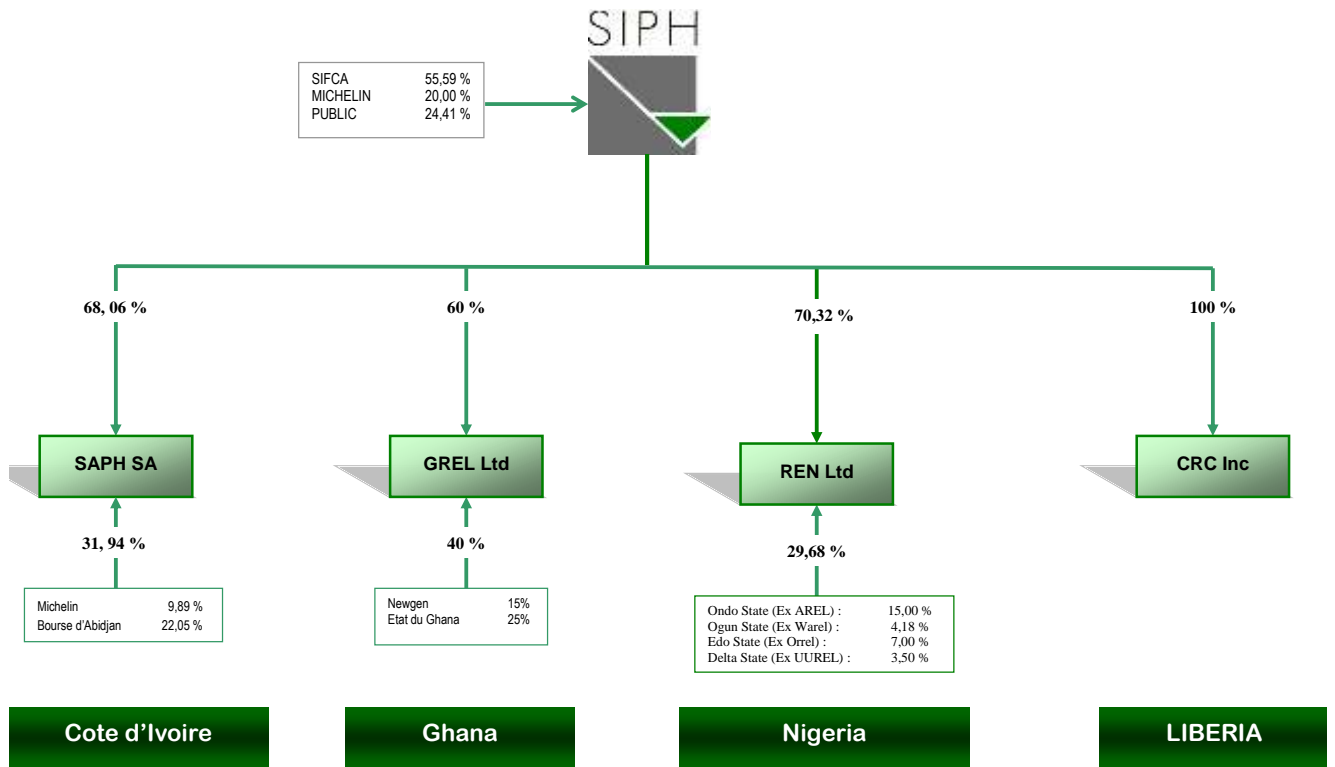 SIPH
SIFCA 55,59 %
MICHELIN 20,00 %
PUBLIC 24,41 %
68, 06 %
60 %
70,32 %
100 %
SAPH SA
GREL Ltd
REN Ltd
CRC Inc
31, 94 %
40 %
29,68 %
Michelin 9,89 %
Bourse d'Abidjan 22,05 %
Newgen 15%
Etat du Ghana 25%
Ondo State (Ex AREL) : 15,00 %
Ogun State (Ex Warel) : 4,18 %
Edo State (Ex Orrel) : 7,00 %
Delta State (Ex UUREL) : 3,50 %
Cote d'Ivoire
Ghana
Nigeria
LIBERIA